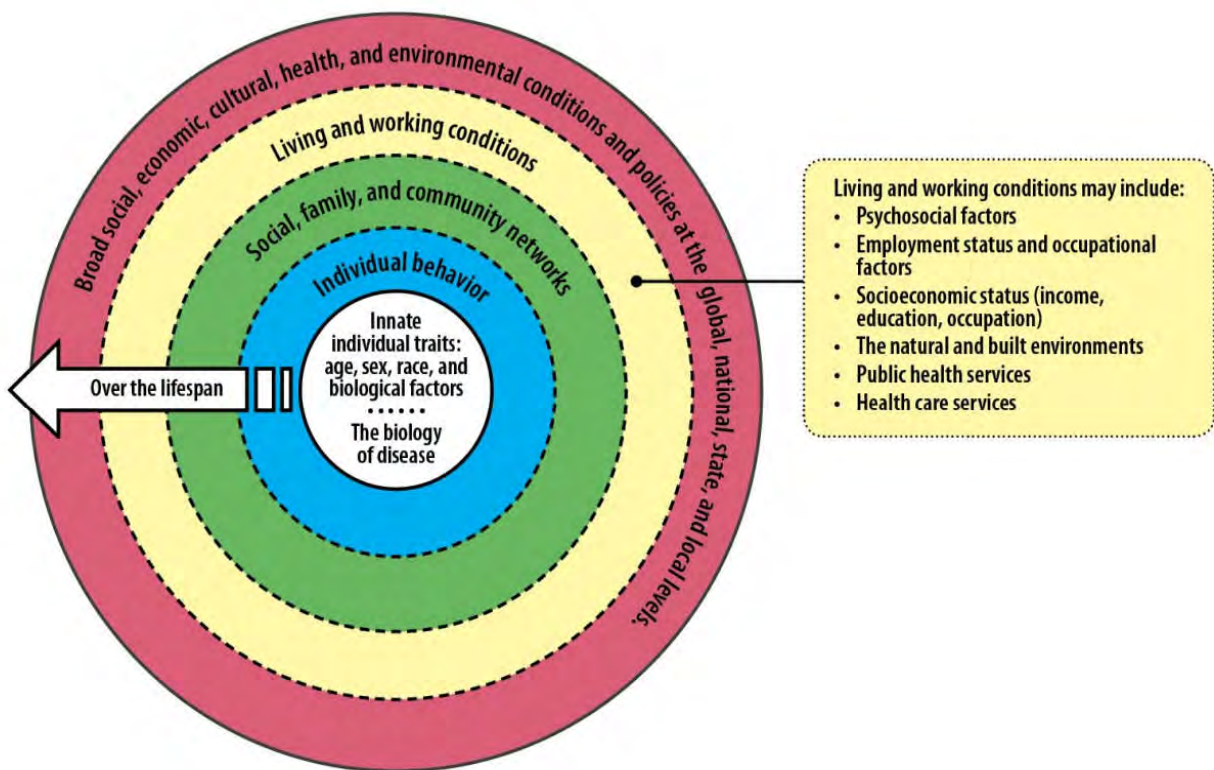 Broad social, economic, cultural, health, and environmental conditions and policies at the global, national, state, and local levels.
Living and working conditions
Social, family, and community networks
Individual behavior
Innate
individual traits:
age, sex, race, and
biological factors
• • • • • •
The biology
of disease
Over the lifespan
Living and working conditions may include:
• Psychosocial factors
• Employment status and occupational
factors
• Socioeconomic status (income,
education, occupation)
• The natural and built environments
• Public health services
• Health care services